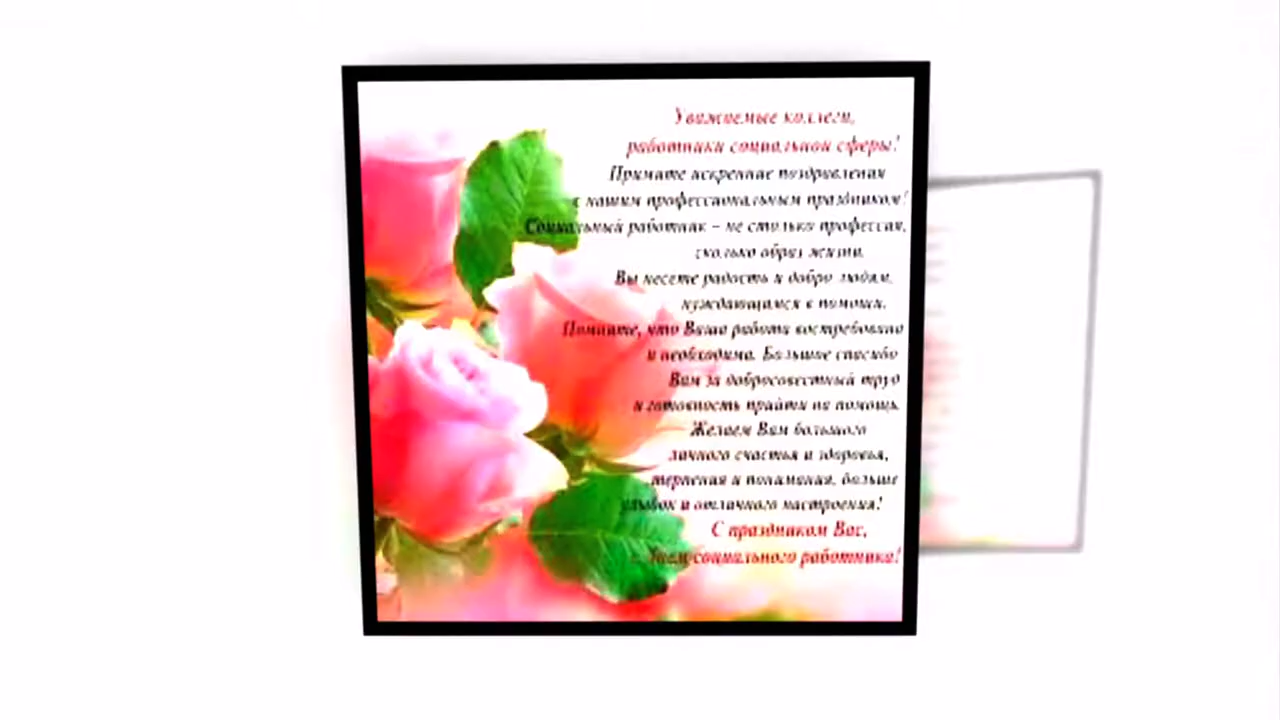 Уважаемые коллеги,
работники социальной сферы!
Примите искренние поздравления
с нашим профессиональным праздником!
Социальный работник – не столько профессия,
сколько образ жизни.
Вы несете радость и добро людям,
нуждающимся в помощи.
Помните, что Ваша работа востребована
и необходима. Большое спасибо
Вам за добросовестный труд
и готовность прийти на помощь.
Желаем Вам большого
личного счастья и здоровья,
терпения и понимания, больше
улыбок и отличного настроения!
С праздником Вас,
Днем социального работника!